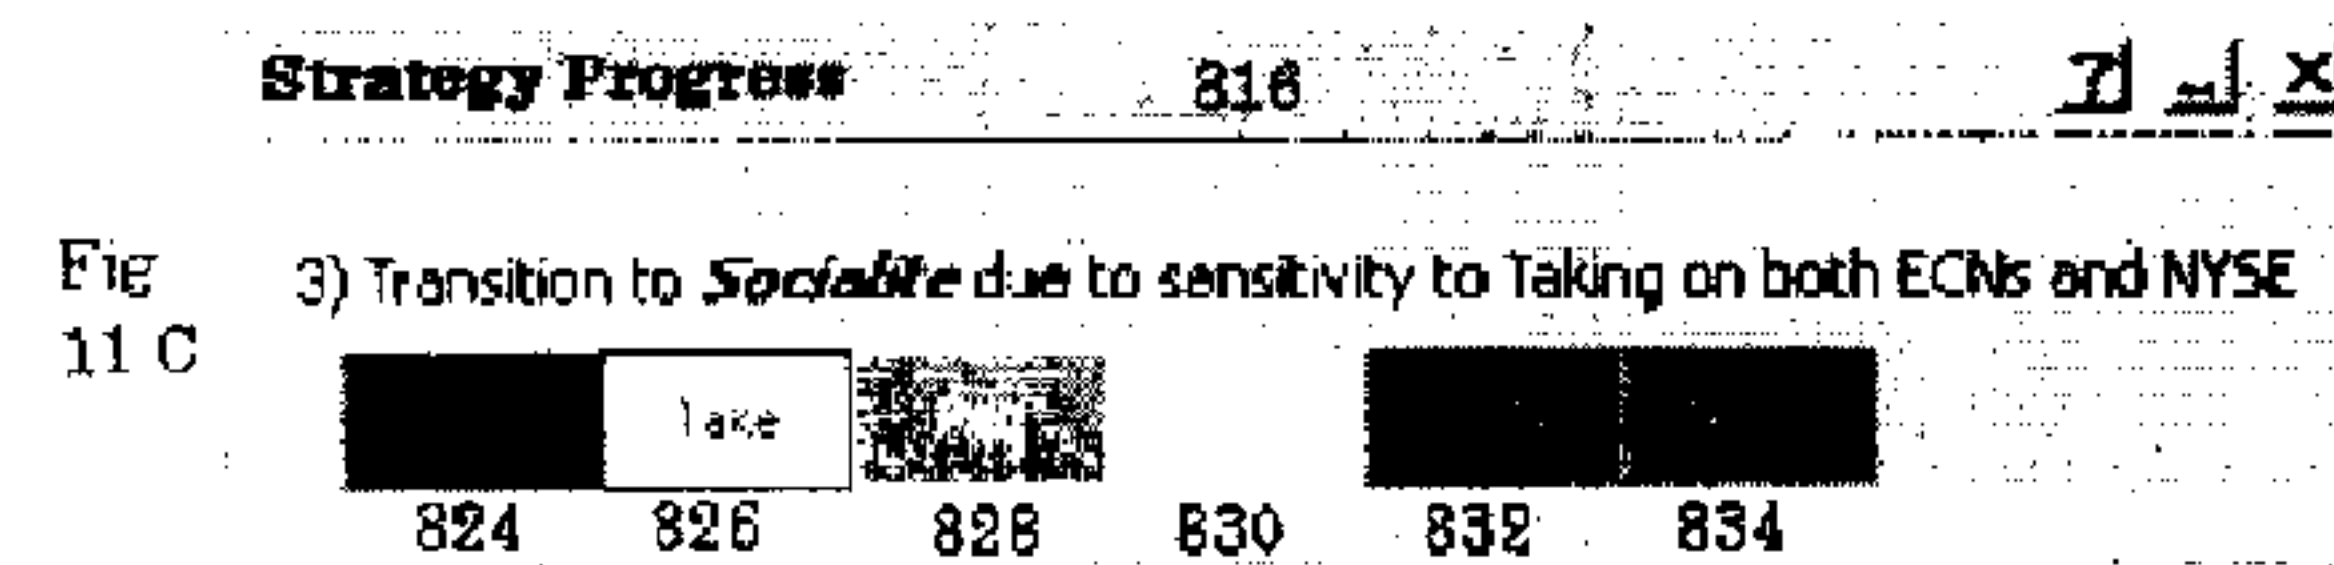 Strategy Progress 816 ? _ X
Fig 11 C
3) Transition to Socialite due to sensitivity to Taking on both ECNs and NYSE
Take
824 826 828 830 832 834